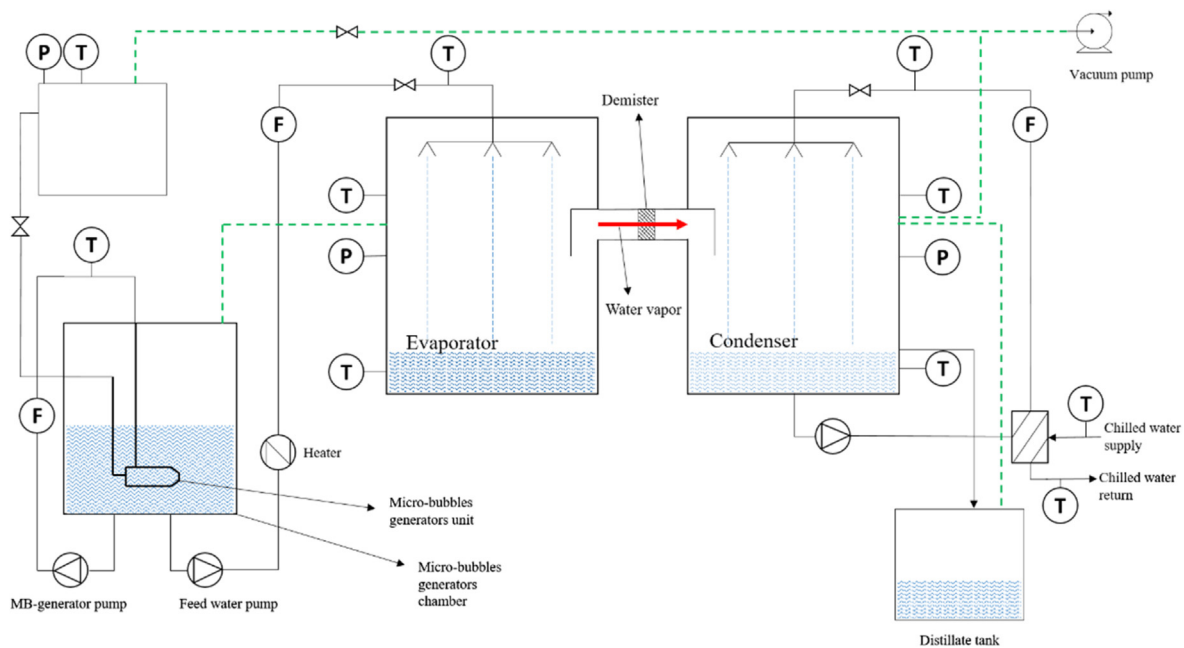 P
T
T
T
Vacuum pump
Demister
F
F
T
T
P
P
T
Water vapor
Evaporator
Condenser
T
T
F
T
Chilled water
supply
Heater
Chilled water
return
T
Micro-bubbles
generators unit
Micro-bubbles
generators
chamber
MB-generator pump
Feed water pump
Distillate tank